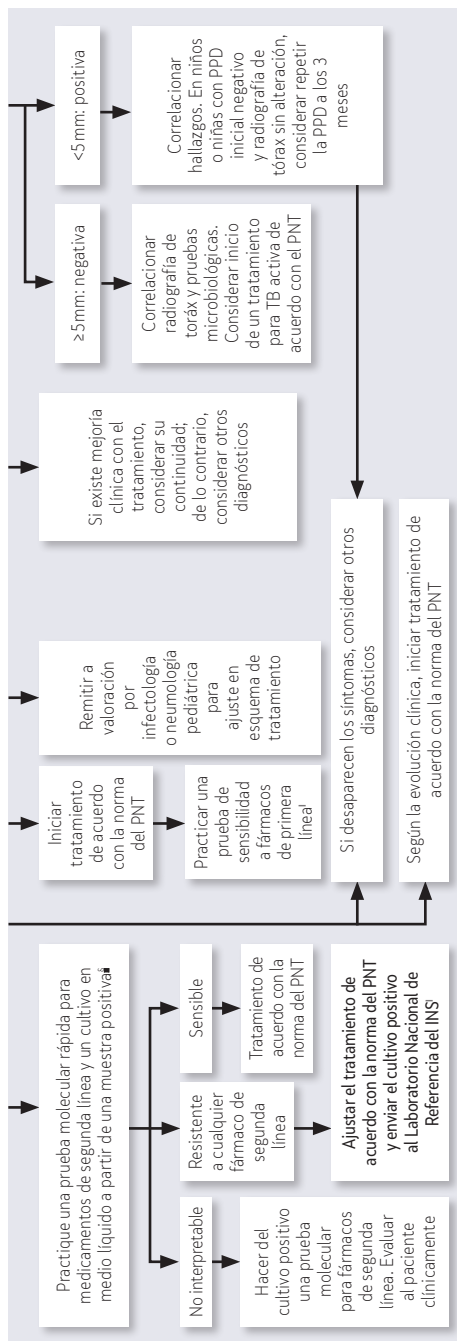 Practique una prueba molecular rápida para
medicamentos de segunda línea y un cultivo en
medio líquido a partir de una muestra positiva
No interpretable
Hacer del
cultivo positivo
una prueba
molecular
para fármacos
de segunda
línea. Evaluar
al paciente
clínicamente
Resistente
a cualquier
fármaco de
segunda
línea
Ajustar el tratamiento de
acuerdo con la norma del PNT
y enviar el cultivo positivo
al Laboratorio Nacional de
Referencia del INS
Sensible
Tratamiento de
acuerdo con la
norma del PNT
Iniciar
tratamiento
de acuerdo
con la norma
del PNT
Practicar una
prueba de
sensibilidad
a fármacos
de primera
línea
Remitir a
valoración
por
infectología
o neumología
pediátrica
para
ajuste en
esquema de
tratamiento
Si existe mejoría
clínica con el
tratamiento,
considerar su
continuidad;
de lo contrario,
considerar otros
diagnósticos
≥5mm: negativa
Correlacionar
radiografía de
toráx y pruebas
microbiológicas.
Considerar inicio
de un tratamiento
para TB activa de
acuerdo con el PNT
<5mm: positiva
Correlacionar
hallazgos. En niños
o niñas con PPD
inicial negativo
y radiografía de
tórax sin alteración,
considerar repetir
la PPD a los 3
meses
Si desaparecen los síntomas, considerar otros
diagnósticos
Según la evolución clínica, iniciar tratamiento de
acuerdo con la norma del PNT